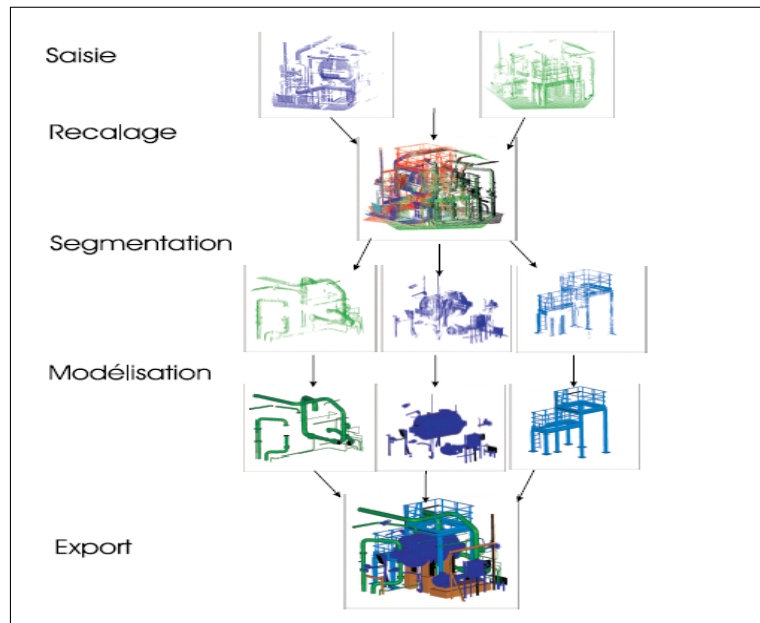 Saisie
Recalage
Segmentation
Modélisation
Export